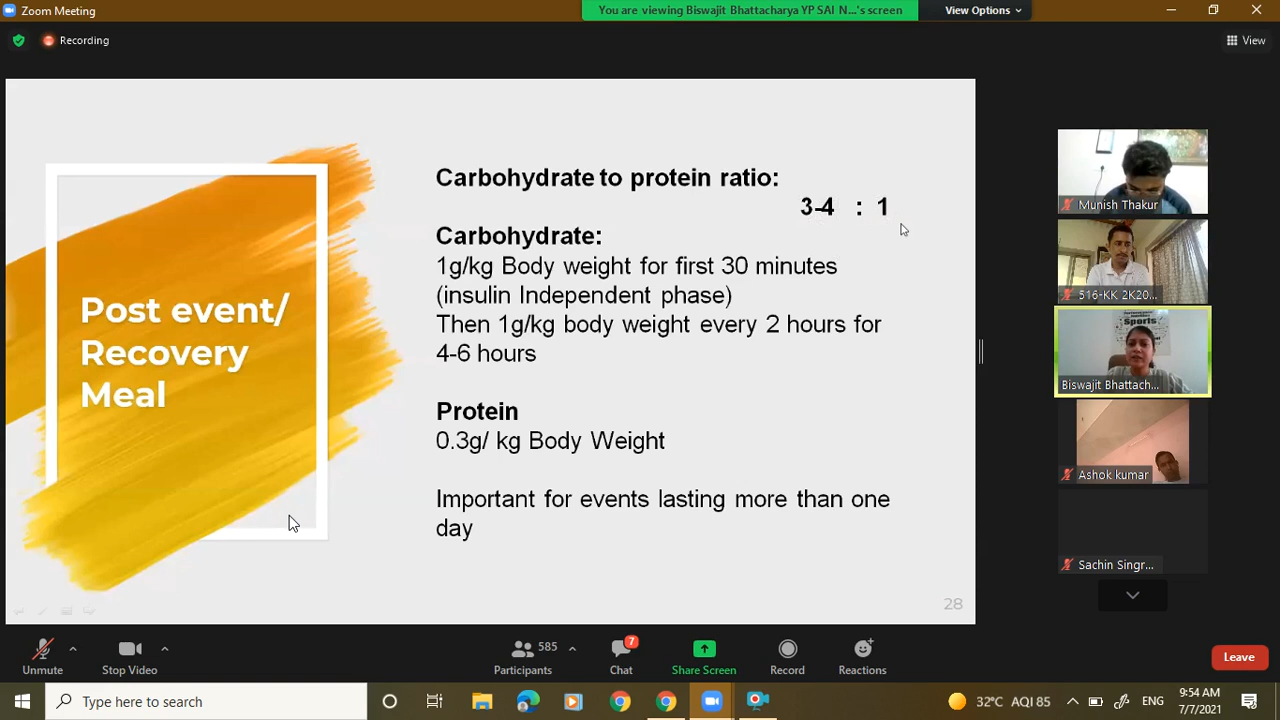 Zoom Meeting
You are viewing Biswajit Bhattacharya YP SAI N...'s screen
View Options
Recording
View
Post event/
Recovery
Meal
Carbohydrate to protein ratio:
3-4 : 1
Carbohydrate:
1g/kg Body weight for first 30 minutes
(insulin Independent phase)
Then 1g/kg body weight every 2 hours for
4-6 hours
Protein
0.3g/ kg Body Weight
Important for events lasting more than one
day
28
Munish Thakur
516-KK 2K20...
Sports
Biswajit Bhattach...
Ashok kumar
Sachin Singr...
Unmute
Stop Video
585
Participants
7
Chat
Share Screen
Record
Reactions
Leave
Type here to search
32°C AQI 85
ENG
9:54 AM
7/7/2021